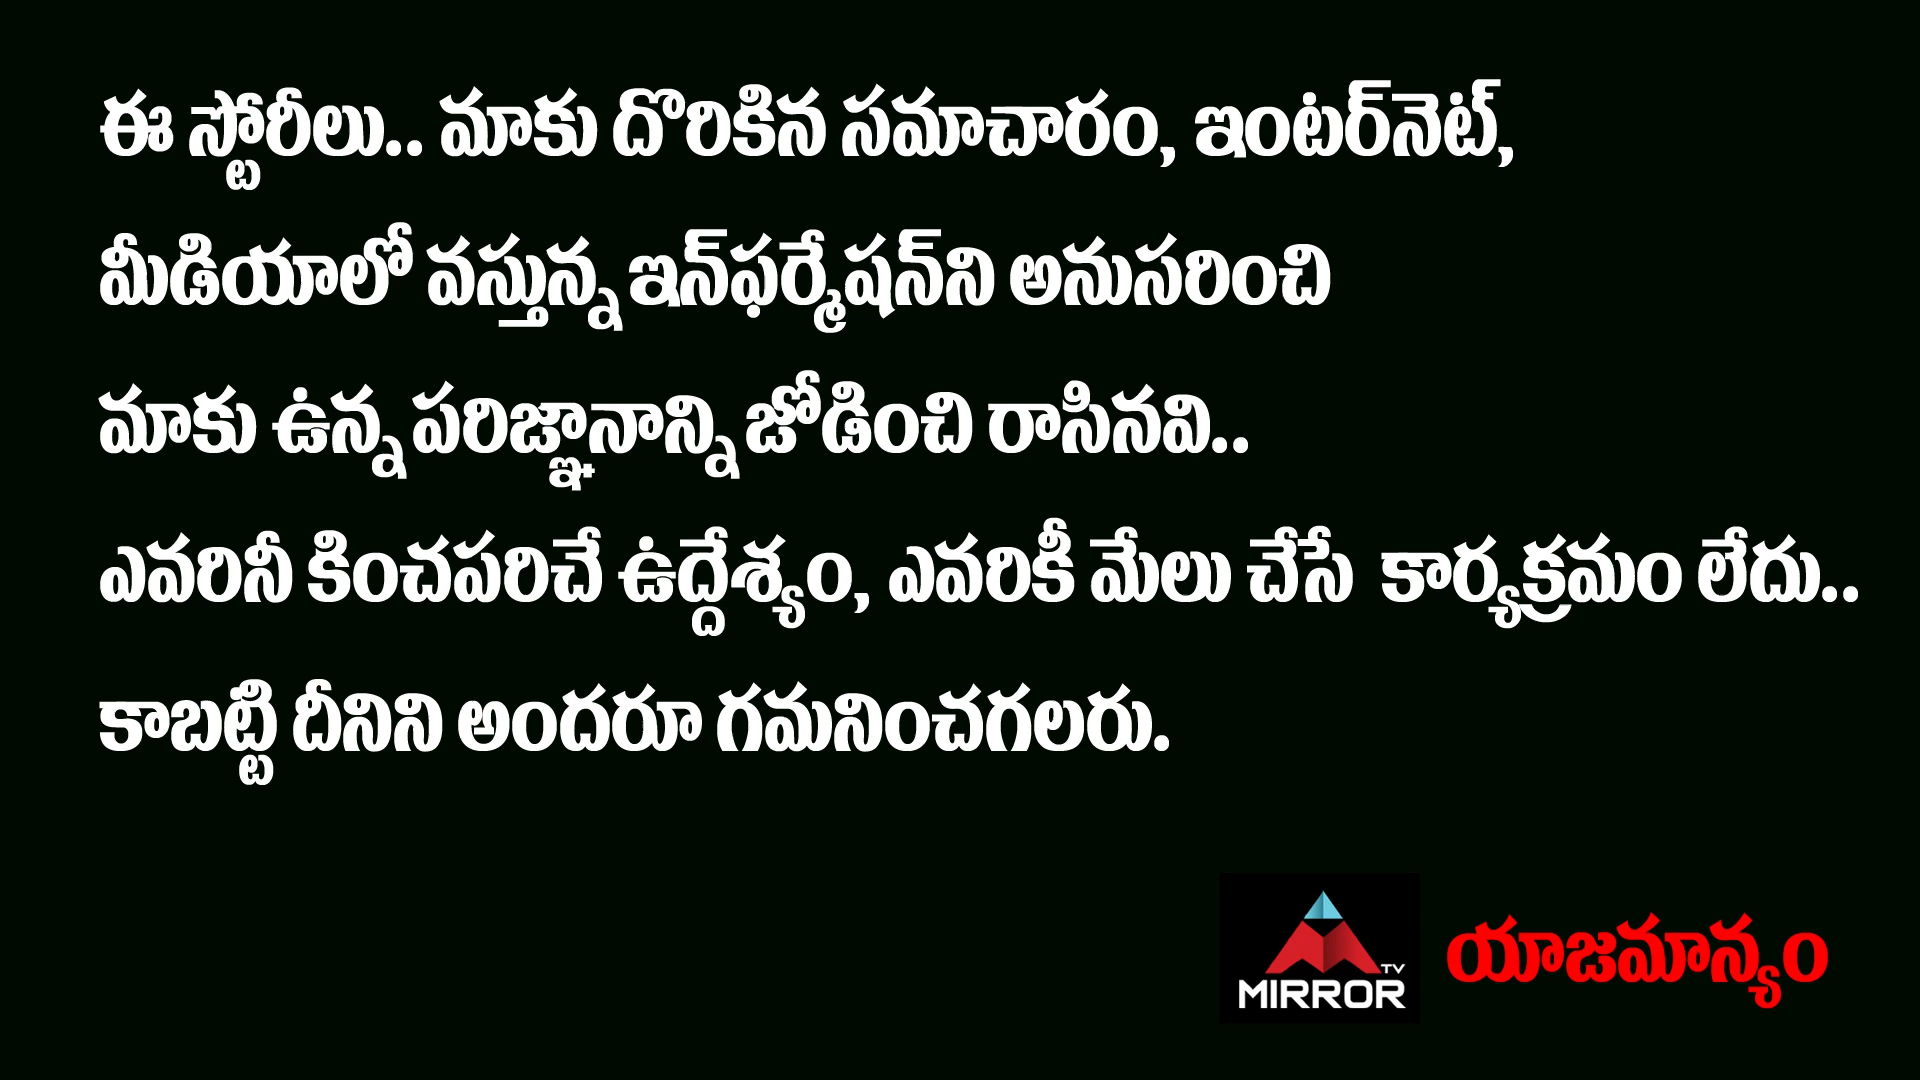 ఈ స్టోరీలు.. మాకు దొరికిన సమాచారం, ఇంటర్‌నెట్,
మీడియాలో వస్తున్న ఇన్‌ఫర్మేషన్‌ని అనుసరించి
మాకు ఉన్న పరిజ్ఞానాన్ని జోడించి రాసినవి..
ఎవరినీ కించపరిచే ఉద్దేశ్యం, ఎవరికీ మేలు చేసే కార్యక్రమం లేదు..
కాబట్టి దీనిని అందరూ గమనించగలరు.
TV
MIRROR
యాజమాన్యం